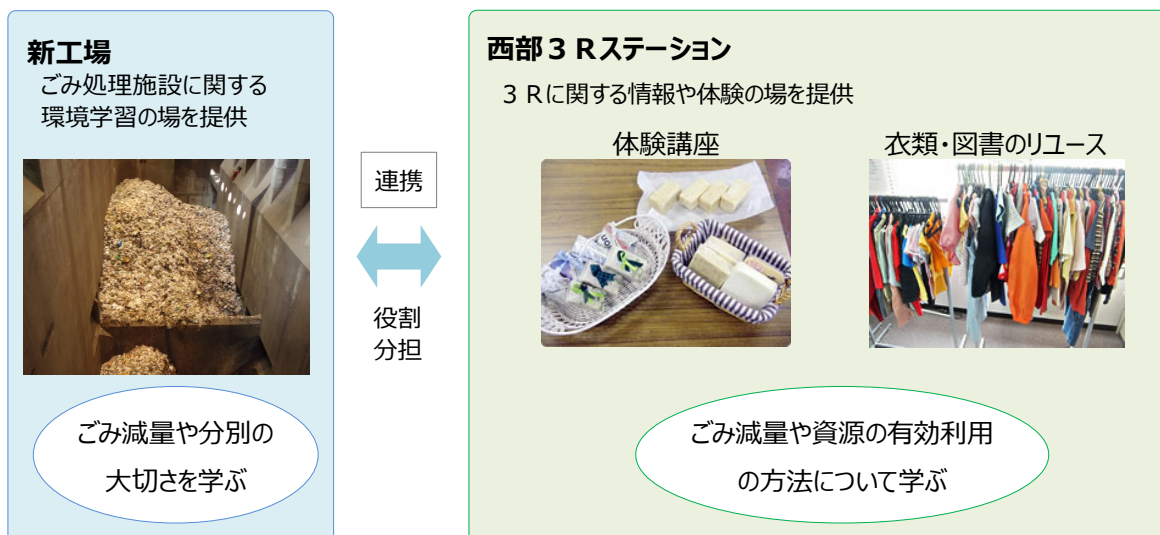 新工場
ごみ処理施設に関する
環境学習の場を提供
ごみ減量や分別の
大切さを学ぶ
連携
役割
分担
西部３Ｒステーション
３Ｒに関する情報や体験の場を提供
体験講座
衣類・図書のリユース
ごみ減量や資源の有効利用
の方法について学ぶ